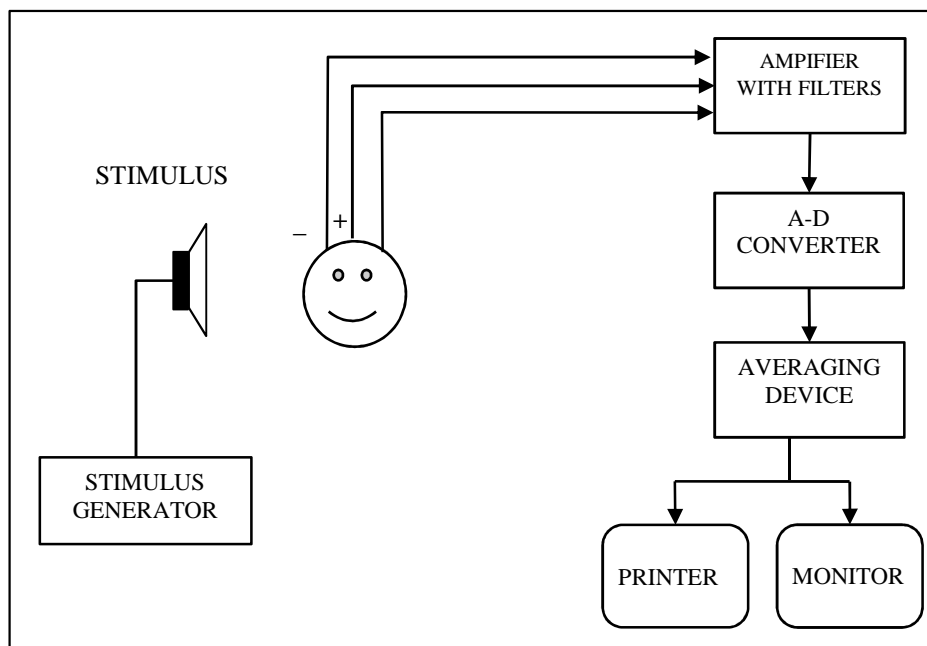 AMPIFIER
WITH FILTERS
STIMULUS
– +
A-D
CONVERTER
AVERAGING
DEVICE
STIMULUS
GENERATOR
PRINTER
MONITOR